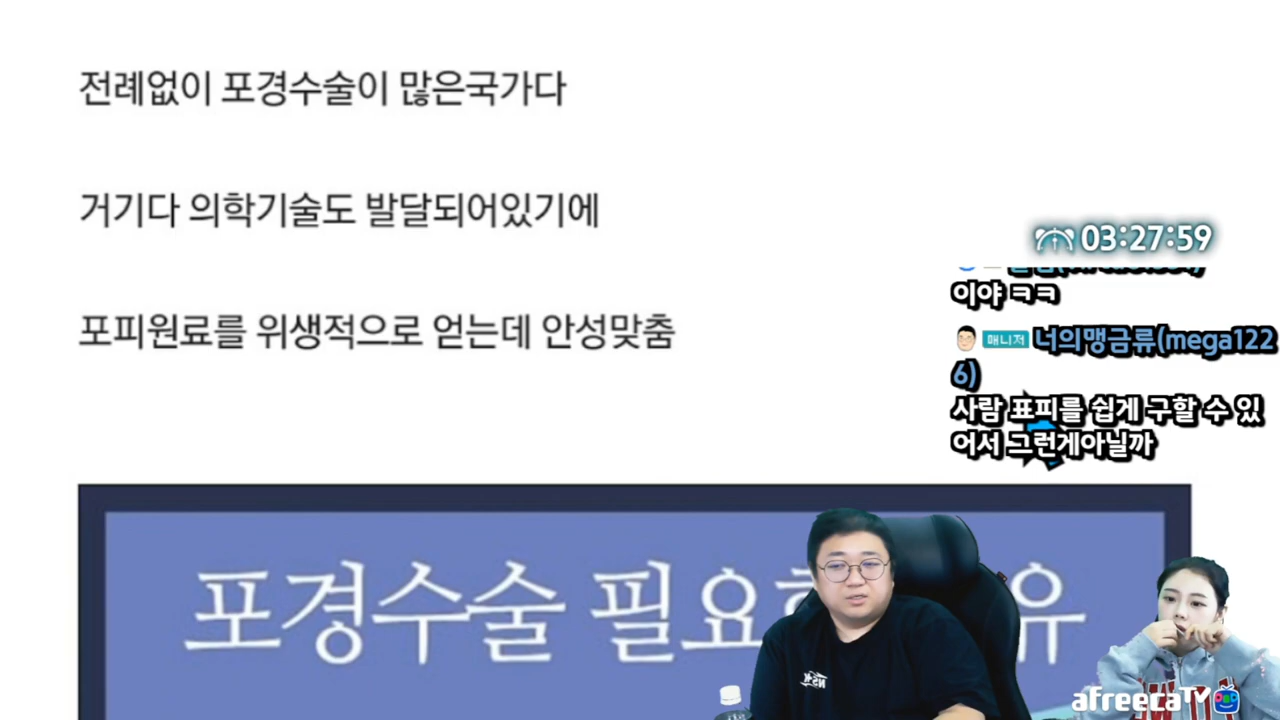 전례없이 포경수술이 많은국가다
거기다 의학기술도 발달되어있기에
03:27:59
이야 ㅋㅋ
포피원료를 위생적으로 얻는데 안성맞춤
매니저 너의맹금류(mega122
6)
사람 표피를 쉽게 구할 수 있
어서 그런게아닐까
포경수술 필요 유
afreecaTV